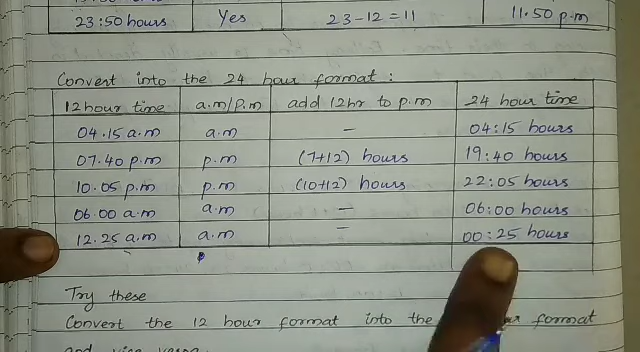 23:50 hours Yes 23-12=11 11.50 p.m
Convert into the 24 hour format:
12hour time a.m/p.m add 12hr to p.m 24 hour time
04.15 a.m a.m – 04:15 hours
07.40 p.m p.m (7+12) hours 19:40 hours
10.05 p.m p.m (10+12) hours 22:05 hours
06.00 a.m a.m – 06:00 hours
12.25 a.m a.m – 00:25 hours
Try these
Convert the 12 hour format into the format